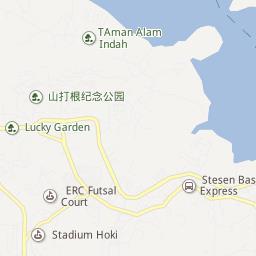 TAman Alam
Indah
山打根纪念公园
Lucky Garden
ERC Futsal
Court
Stesen Bas
Express
Stadium Hoki